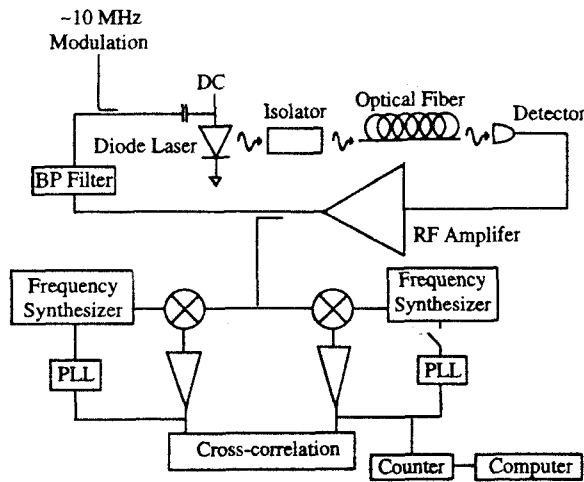 ~10 MHz
Modulation
DC
Isolator
Optical Fiber
Detector
Diode Laser
BP Filter
RF Amplifer
Frequency
Synthesizer
Frequency
Synthesizer
PLL
PLL
Cross-correlation
Counter
Computer